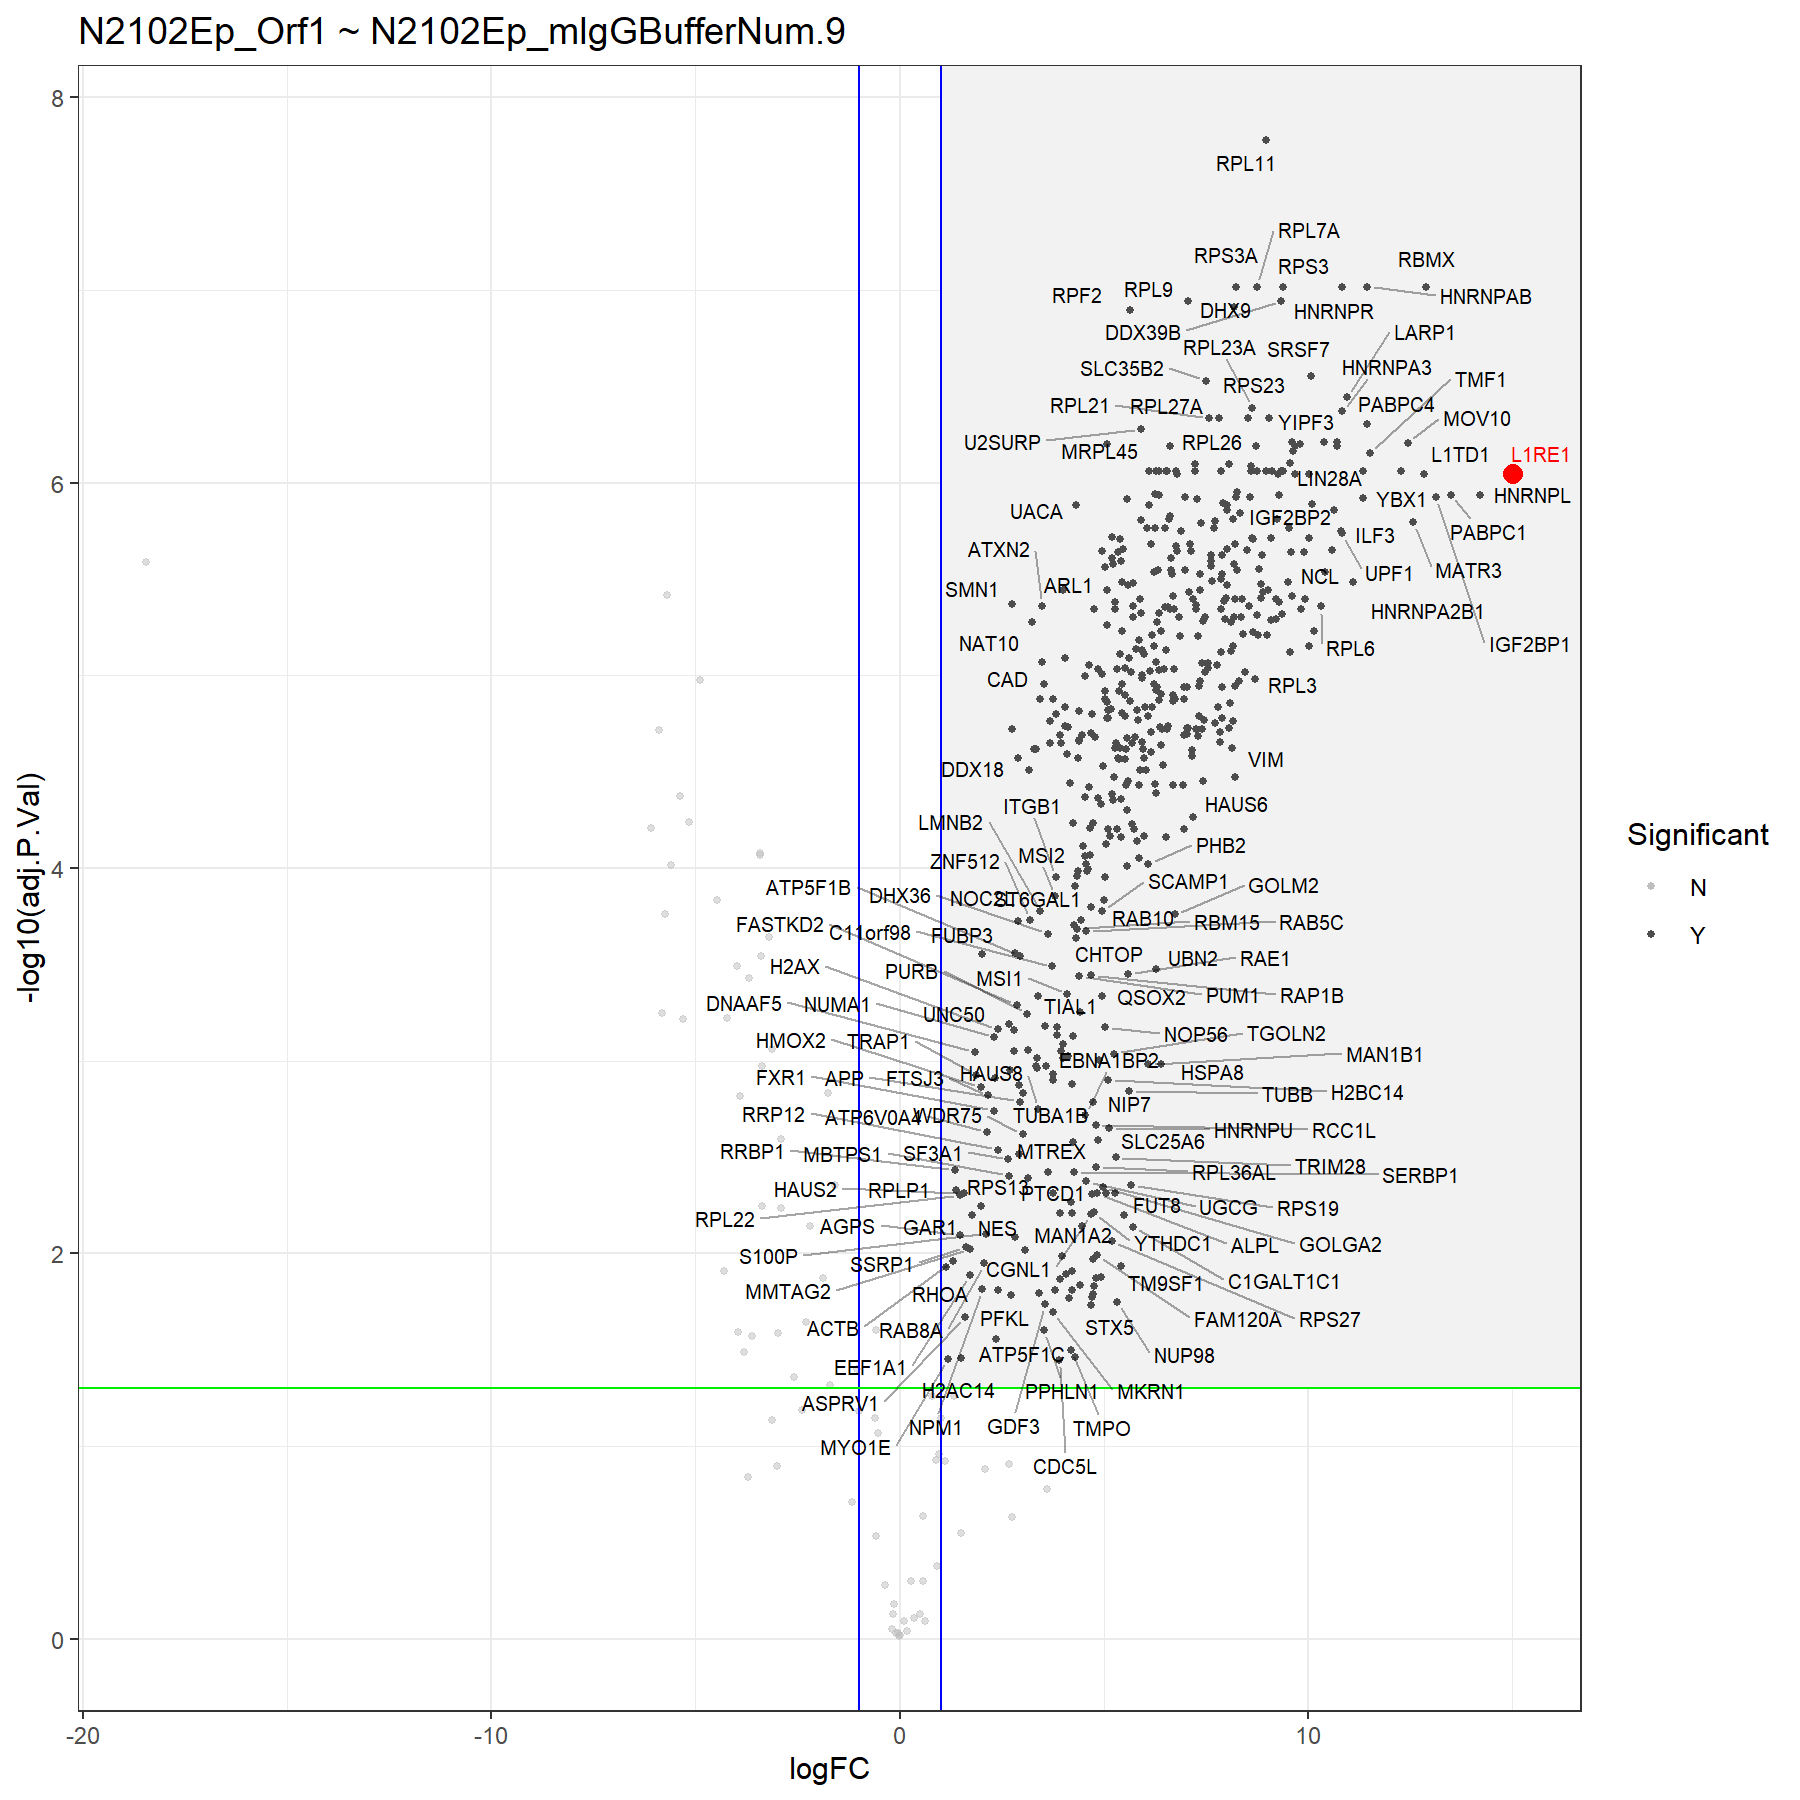 N2102Ep_Orf1 ~ N2102Ep_mIgGBufferNum.9
8
RPL11
RPL7A
RPS3A
RPS3
RBMX
RPF2
RPL9
HNRNPAB
DHX9
HNRNPR
DDX39B
LARP1
RPL23A
SRSF7
SLC35B2
HNRNPA3
TMF1
RPS23
RPL21
RPL27A
PABPC4
MOV10
YIPF3
U2SURP
RPL26
MRPL45
L1TD1
L1RE1
6
LIN28A
HNRNPL
YBX1
UACA
IGF2BP2
PABPC1
ILF3
ATXN2
UPF1
MATR3
NCL
SMN1
ARL1
HNRNPA2B1
NAT10
RPL6
IGF2BP1
CAD
RPL3
VIM
DDX18
ITGB1
HAUS6
LMNB2
PHB2
MSI2
ZNF512
4
SCAMP1
GOLM2
ATP5F1B
DHX36
NOC2L
ST6GAL1
RAB10
RBM15
RAB5C
FASTKD2
C11orf98
FUBP3
CHTOP
UBN2
RAE1
H2AX
PURB
MSI1
QSOX2
PUM1
RAP1B
DNAAF5
NUMA1
TIAL1
UNC50
NOP56
TGOLN2
HMOX2
TRAP1
MAN1B1
EBNA1BP2
HSPA8
FXR1
APP
FTSJ3
HAUS8
TUBB
H2BC14
NIP7
RRP12
ATP6V0A4
WDR75
TUBA1B
HNRNPU
RCC1L
SLC25A6
RRBP1
MBTPS1
SF3A1
MTREX
TRIM28
RPL36AL
SERBP1
HAUS2
RPLP1
RPS13
PTCD1
FUT8
UGCG
RPS19
RPL22
AGPS
GAR1
NES
MAN1A2
YTHDC1
ALPL
GOLGA2
2
S100P
SSRP1
CGNL1
TM9SF1
C1GALT1C1
MMTAG2
RHOA
PFKL
STX5
FAM120A
RPS27
ACTB
RAB8A
ATP5F1C
NUP98
EEF1A1
H2AC14
PPHLN1
MKRN1
ASPRV1
NPM1
GDF3
TMPO
MYO1E
CDC5L
0
-20
-10
0
10
logFC
-log10(adj.P.Val)
Significant
N
Y